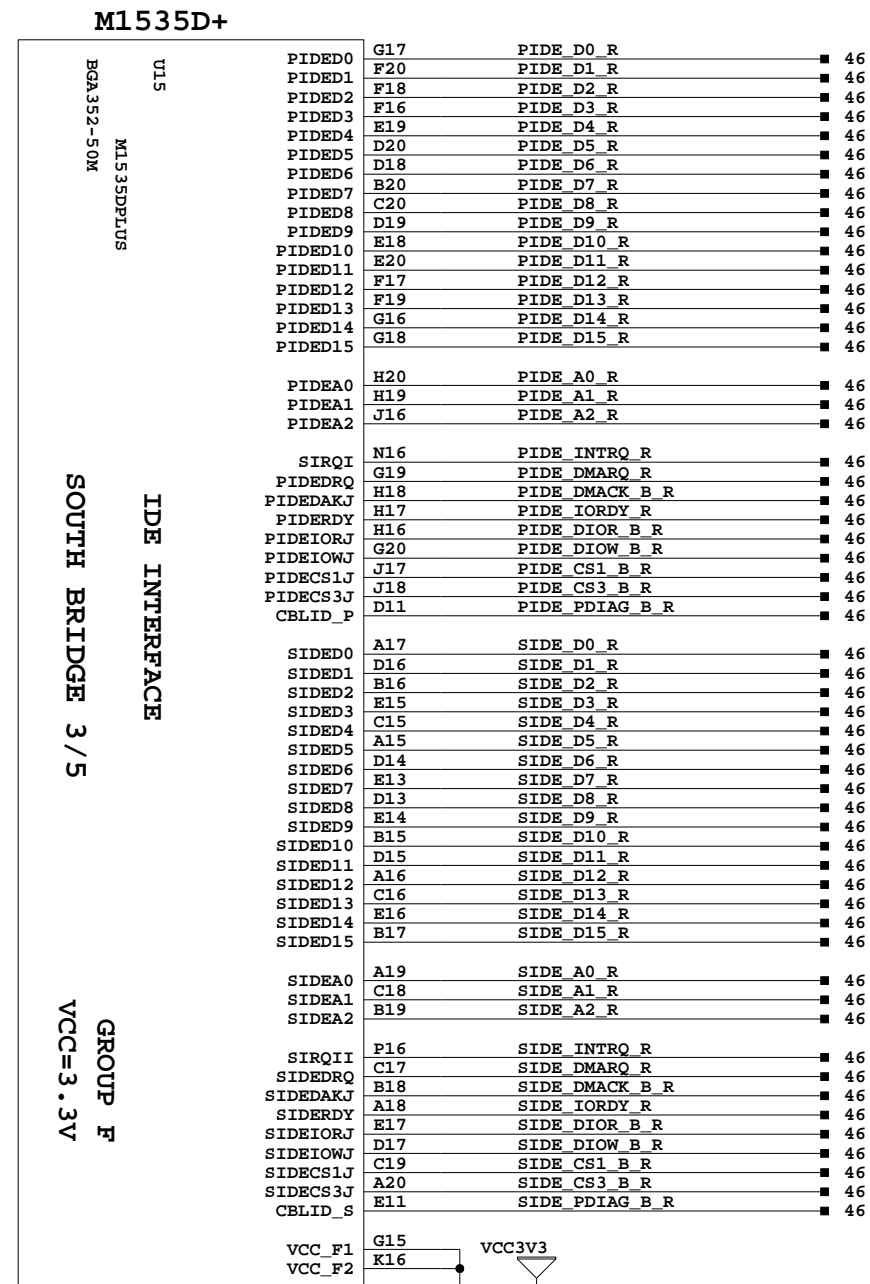 M1535D+
U15
BGA352-50M
M1535DPLUS
SOUTH BRIDGE 3/5
IDE INTERFACE
GROUP F
VCC=3.3V
PIDED0 G17 PIDE_D0_R 46
PIDED1 F20 PIDE_D1_R 46
PIDED2 F18 PIDE_D2_R 46
PIDED3 F16 PIDE_D3_R 46
PIDED4 E19 PIDE_D4_R 46
PIDED5 D20 PIDE_D5_R 46
PIDED6 D18 PIDE_D6_R 46
PIDED7 B20 PIDE_D7_R 46
PIDED8 C20 PIDE_D8_R 46
PIDED9 D19 PIDE_D9_R 46
PIDED10 E18 PIDE_D10_R 46
PIDED11 E20 PIDE_D11_R 46
PIDED12 F17 PIDE_D12_R 46
PIDED13 F19 PIDE_D13_R 46
PIDED14 G16 PIDE_D14_R 46
PIDED15 G18 PIDE_D15_R 46
PIDEA0 H20 PIDE_A0_R 46
PIDEA1 H19 PIDE_A1_R 46
PIDEA2 J16 PIDE_A2_R 46
SIRQI N16 PIDE_INTRQ_R 46
PIDEDRQ G19 PIDE_DMARQ_R 46
PIDEDAKJ H18 PIDE_DMACK_B_R 46
PIDERDY H17 PIDE_IORDY_R 46
PIDEIORJ H16 PIDE_DIOR_B_R 46
PIDEIOWJ G20 PIDE_DIOW_B_R 46
PIDECS1J J17 PIDE_CS1_B_R 46
PIDECS3J J18 PIDE_CS3_B_R 46
CBLID_P D11 PIDE_PDIAG_B_R 46
SIDED0 A17 SIDE_D0_R 46
SIDED1 D16 SIDE_D1_R 46
SIDED2 B16 SIDE_D2_R 46
SIDED3 E15 SIDE_D3_R 46
SIDED4 C15 SIDE_D4_R 46
SIDED5 A15 SIDE_D5_R 46
SIDED6 D14 SIDE_D6_R 46
SIDED7 E13 SIDE_D7_R 46
SIDED8 D13 SIDE_D8_R 46
SIDED9 E14 SIDE_D9_R 46
SIDED10 B15 SIDE_D10_R 46
SIDED11 D15 SIDE_D11_R 46
SIDED12 A16 SIDE_D12_R 46
SIDED13 C16 SIDE_D13_R 46
SIDED14 E16 SIDE_D14_R 46
SIDED15 B17 SIDE_D15_R 46
SIDEA0 A19 SIDE_A0_R 46
SIDEA1 C18 SIDE_A1_R 46
SIDEA2 B19 SIDE_A2_R 46
SIRQII P16 SIDE_INTRQ_R 46
SIDEDRQ C17 SIDE_DMARQ_R 46
SIDEDAKJ B18 SIDE_DMACK_B_R 46
SIDERDY A18 SIDE_IORDY_R 46
SIDEIORJ E17 SIDE_DIOR_B_R 46
SIDEIOWJ D17 SIDE_DIOW_B_R 46
SIDECS1J C19 SIDE_CS1_B_R 46
SIDECS3J A20 SIDE_CS3_B_R 46
CBLID_S E11 SIDE_PDIAG_B_R 46
VCC_F1 G15 VCC3V3
VCC_F2 K16